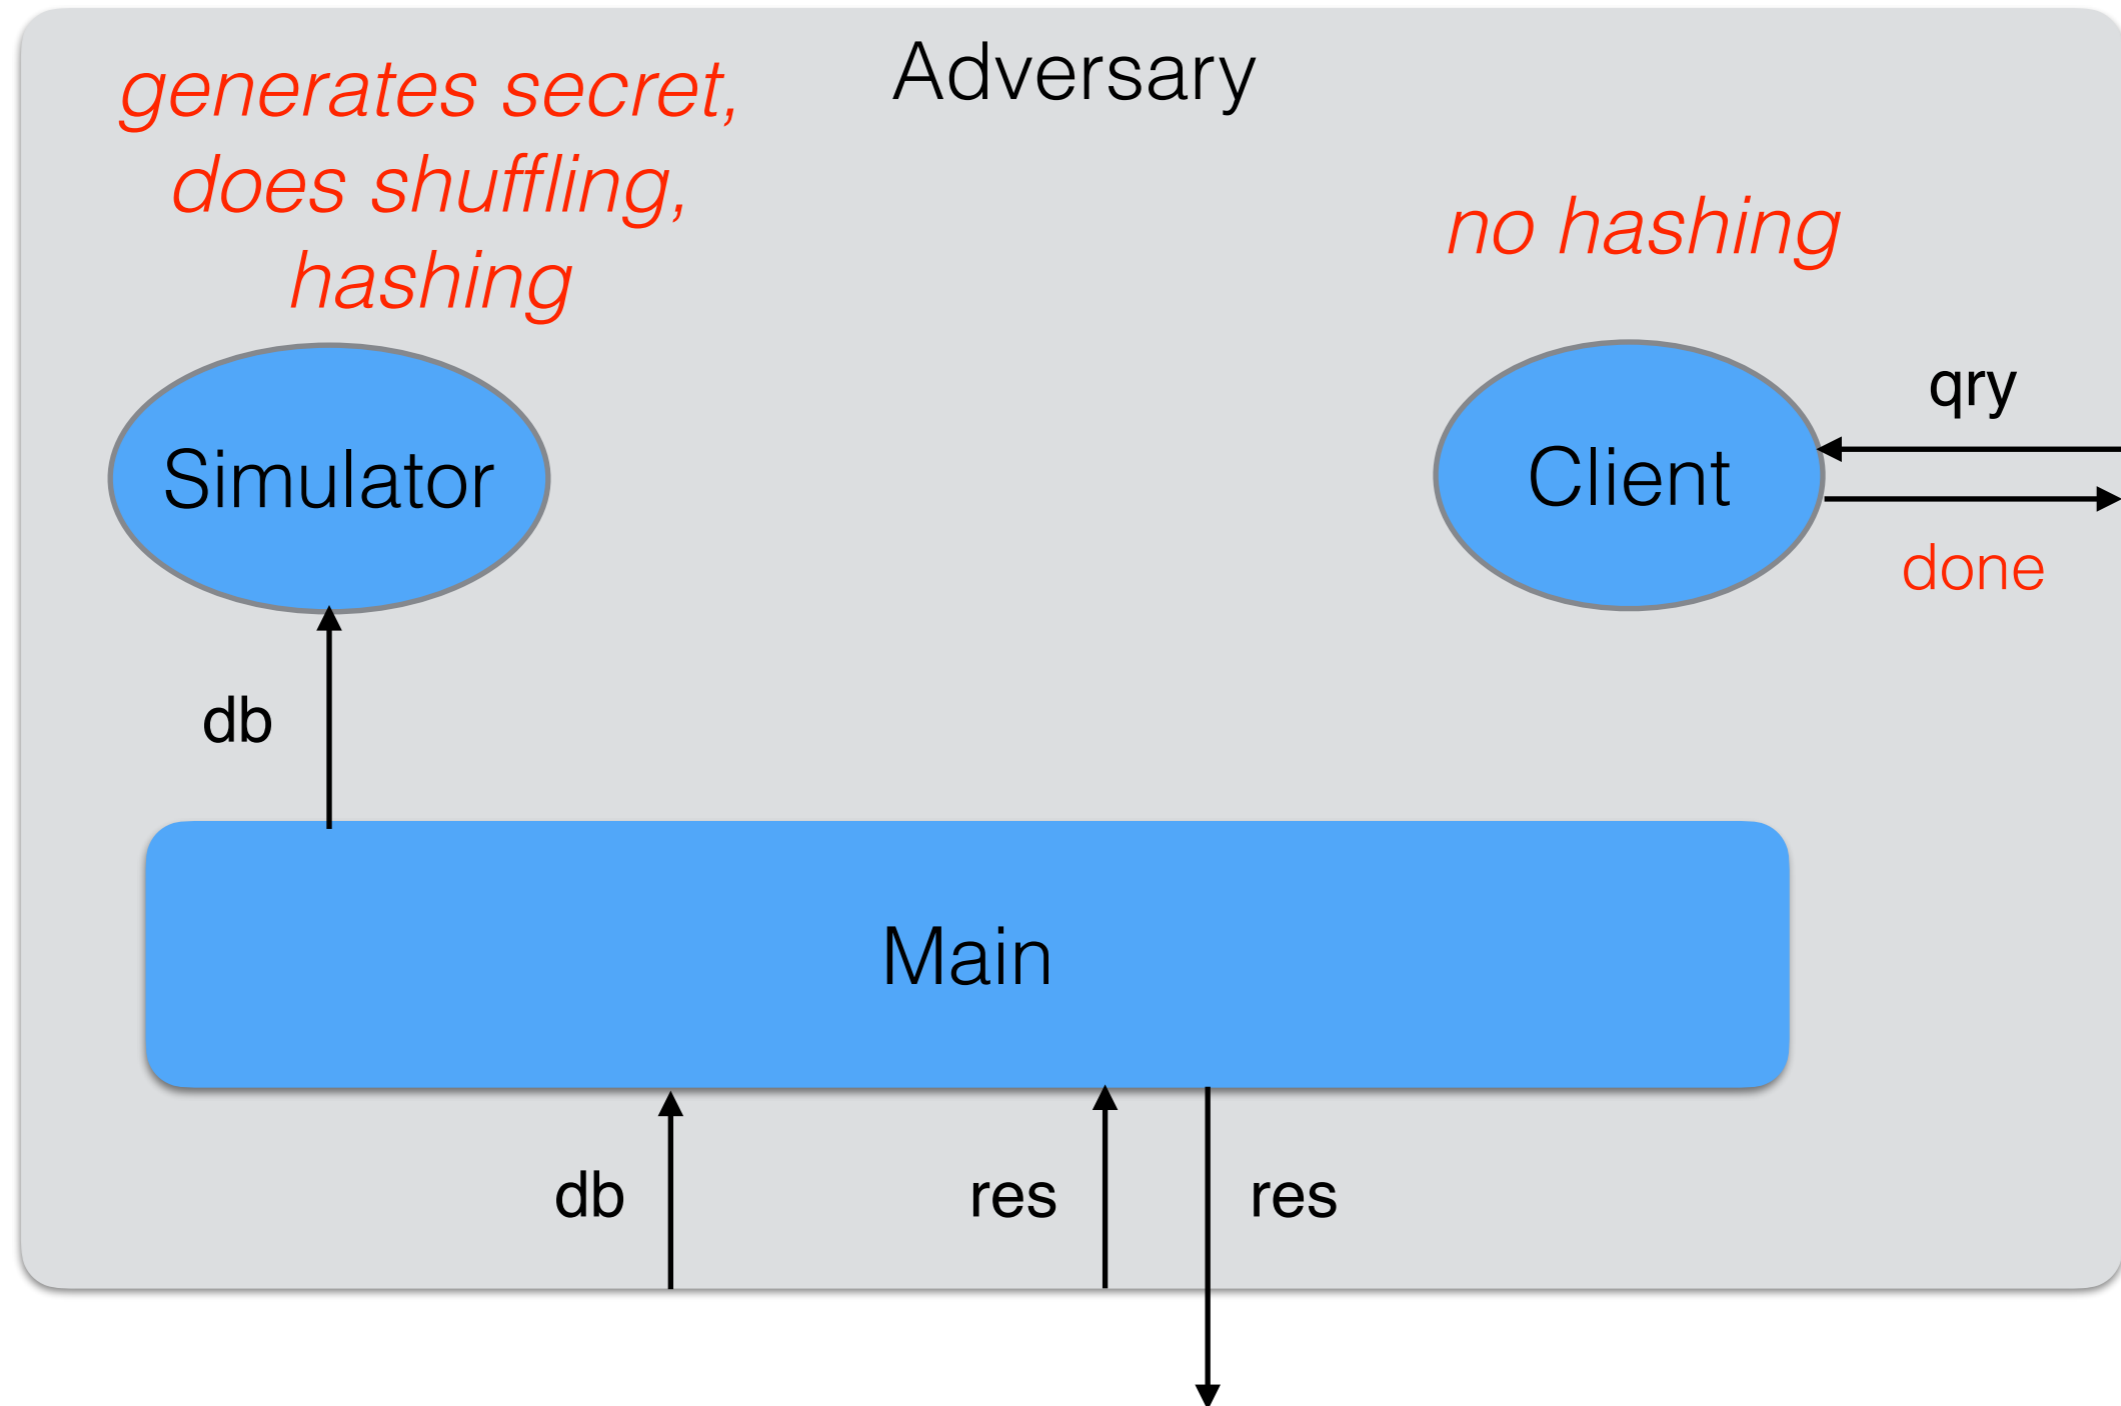 Adversary
generates secret,
does shuffling,
hashing
no hashing
Simulator
Client
qry
done
db
Main
db
res
res